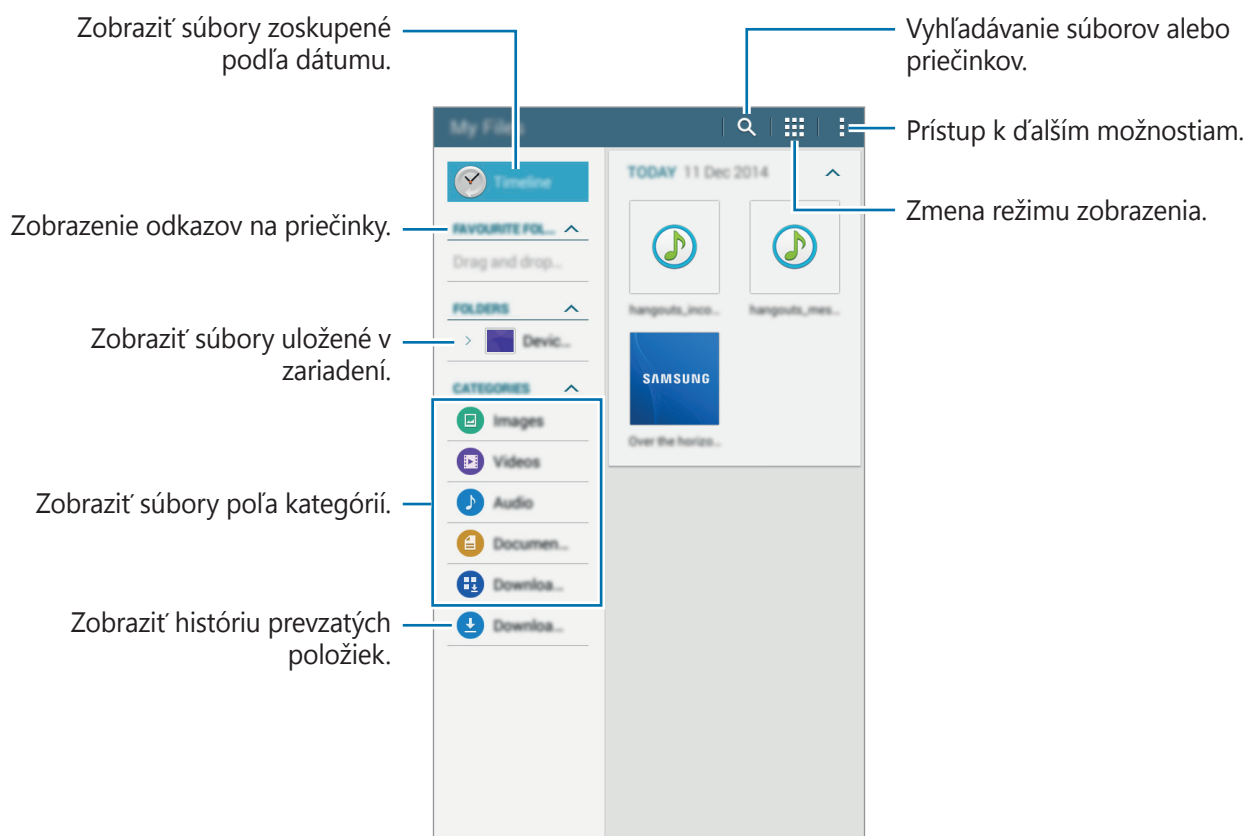 Zobraziť súbory zoskupené
podľa dátumu.
Vyhľadávanie súborov alebo
priečinkov.
My Files
Prístup k ďalším možnostiam.
Timeline
TODAY 11 Dec 2014
Zmena režimu zobrazenia.
Zobrazenie odkazov na priečinky.
FAVOURITE FOL...
Drag and drop...
FOLDERS
hangouts_inco...
hangouts_mes...
Zobraziť súbory uložené v
zariadení.
Devic...
SAMSUNG
CATEGORIES
Images
Over the horizo...
Videos
Zobraziť súbory poľa kategórií.
Audio
Documen...
Downloa...
Zobraziť históriu prevzatých
položiek.
Downloa...